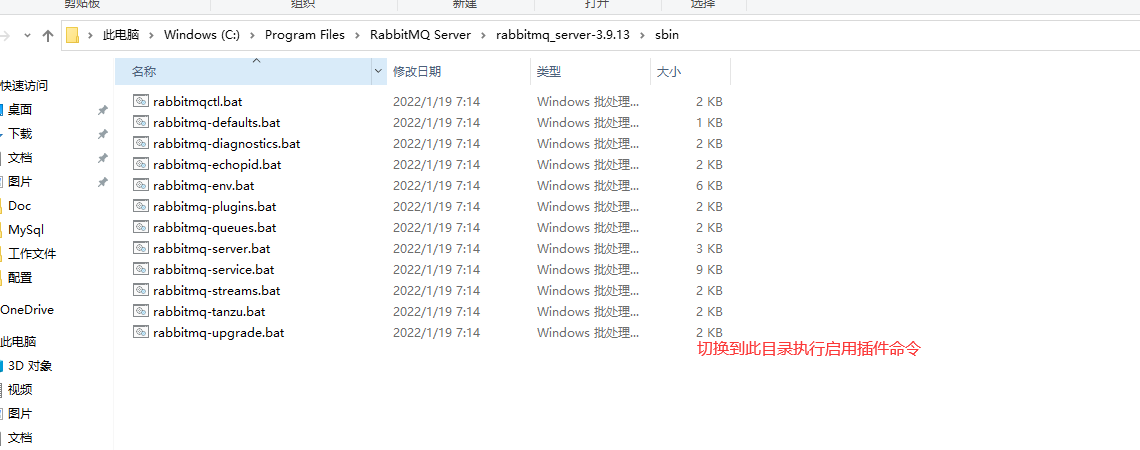 剪贴板 组织 新建 打开 选择
此电脑 Windows (C:) Program Files RabbitMQ Server rabbitmq_server-3.9.13 sbin
名称 修改日期 类型 大小
快速访问
桌面
下载
文档
图片
Doc
MySql
工作文件
配置
OneDrive
此电脑
3D 对象
视频
图片
文档
rabbitmqctl.bat 2022/1/19 7:14 Windows 批处理... 2 KB
rabbitmq-defaults.bat 2022/1/19 7:14 Windows 批处理... 1 KB
rabbitmq-diagnostics.bat 2022/1/19 7:14 Windows 批处理... 2 KB
rabbitmq-echopid.bat 2022/1/19 7:14 Windows 批处理... 2 KB
rabbitmq-env.bat 2022/1/19 7:14 Windows 批处理... 6 KB
rabbitmq-plugins.bat 2022/1/19 7:14 Windows 批处理... 2 KB
rabbitmq-queues.bat 2022/1/19 7:14 Windows 批处理... 2 KB
rabbitmq-server.bat 2022/1/19 7:14 Windows 批处理... 3 KB
rabbitmq-service.bat 2022/1/19 7:14 Windows 批处理... 9 KB
rabbitmq-streams.bat 2022/1/19 7:14 Windows 批处理... 2 KB
rabbitmq-tanzu.bat 2022/1/19 7:14 Windows 批处理... 2 KB
rabbitmq-upgrade.bat 2022/1/19 7:14 Windows 批处理... 2 KB
切换到此目录执行启用插件命令